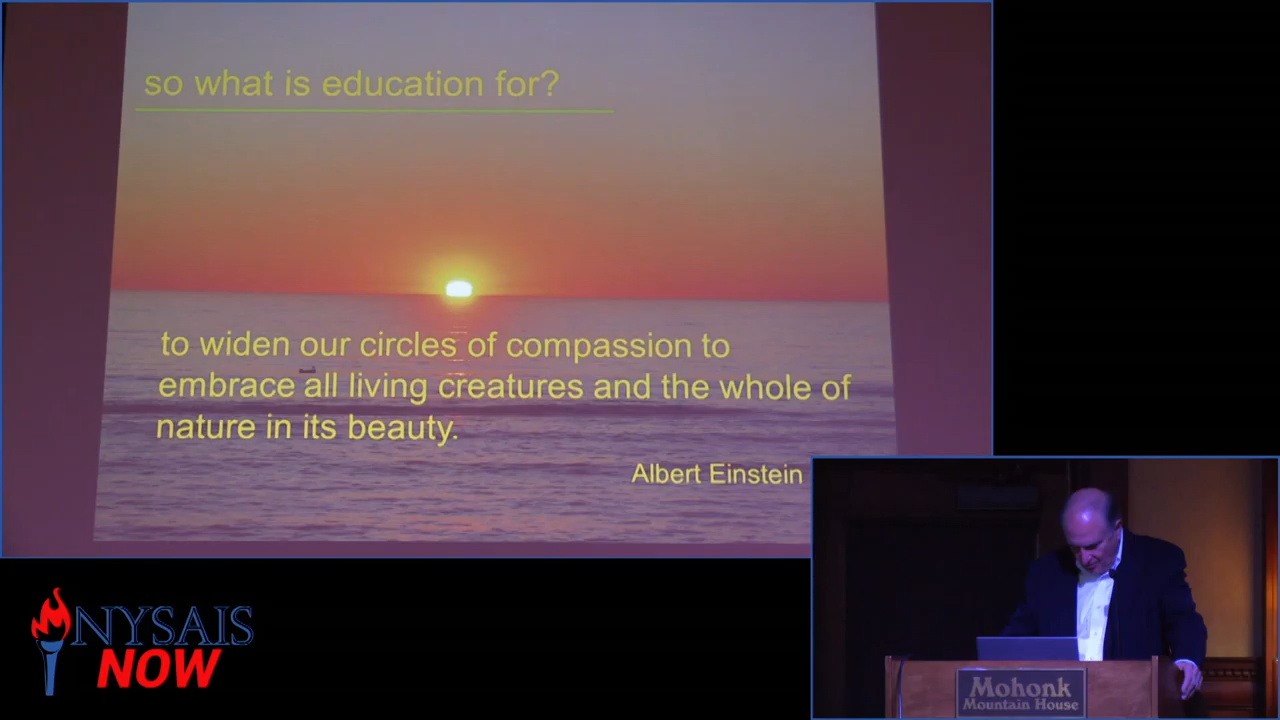 so what is education for?
to widen our circles of compassion to
embrace all living creatures and the whole of
nature in its beauty.
Albert Einstein
NYSAIS
NOW
Mohonk
Mountain House